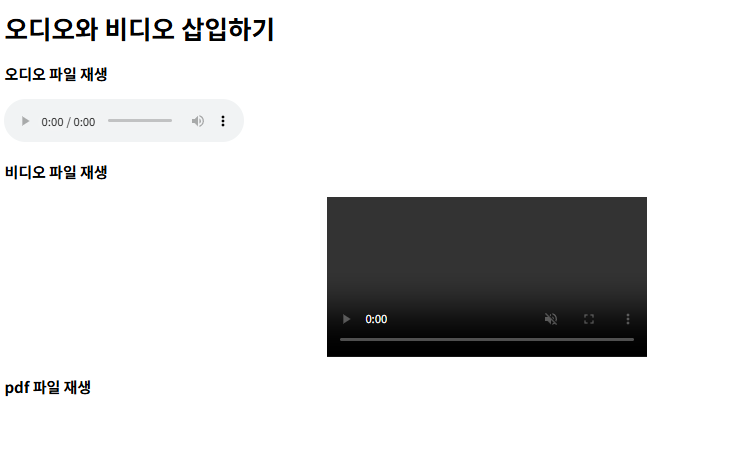 오디오와 비디오 삽입하기
오디오 파일 재생
0:00 / 0:00
비디오 파일 재생
0:00
pdf 파일 재생